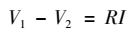 V₁ − V₂ = RI